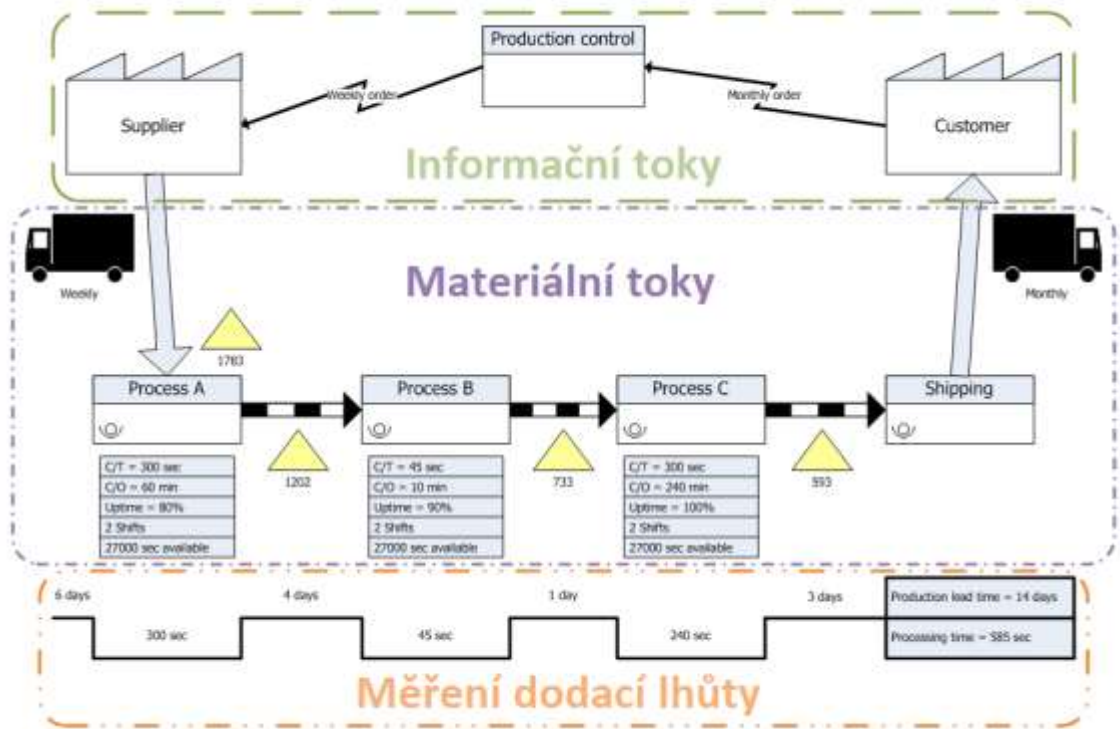 Production control
Weekly order
Monthly order
Supplier
Customer
Informační toky
Weekly
Materiální toky
Monthly
1783
Process A
Process B
Process C
Shipping
1202
733
593
C/T = 300 sec
C/O = 60 min
Uptime = 80%
2 Shifts
27000 sec available
C/T = 45 sec
C/O = 10 min
Uptime = 90%
2 Shifts
27000 sec available
C/T = 300 sec
C/O = 240 min
Uptime = 100%
2 Shifts
27000 sec available
6 days
4 days
1 day
3 days
Production lead time = 14 days
300 sec
45 sec
240 sec
Processing time = 585 sec
Měření dodací lhůty